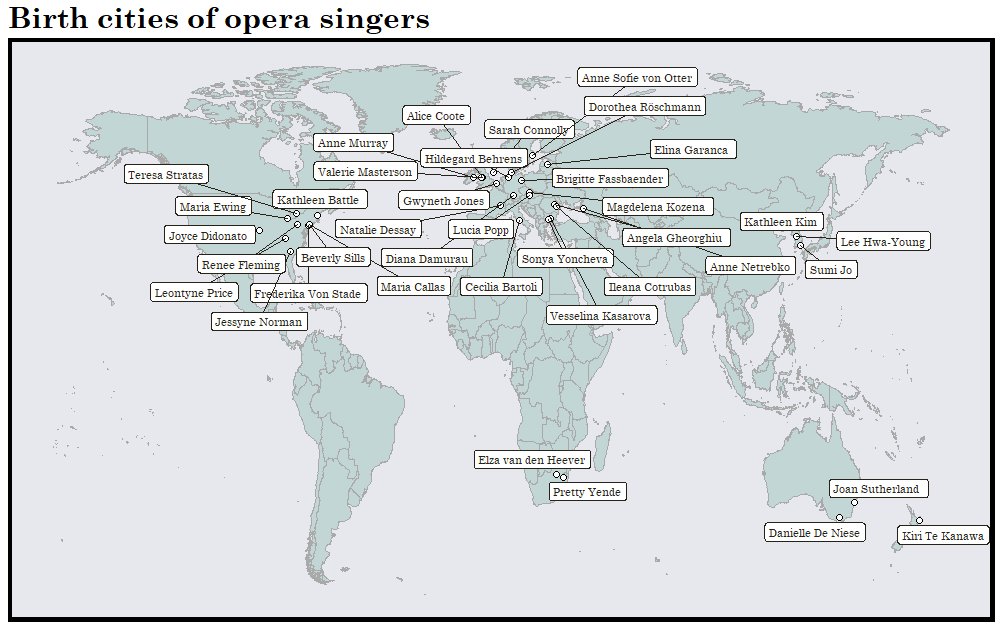 Birth cities of opera singers
Anne Sofie von Otter
Dorothea Röschmann
Alice Coote
Sarah Connolly
Anne Murray
Elina Garanca
Hildegard Behrens
Valerie Masterson
Teresa Stratas
Brigitte Fassbaender
Kathleen Battle
Gwyneth Jones
Maria Ewing
Magdelena Kozena
Kathleen Kim
Natalie Dessay
Lucia Popp
Joyce Didonato
Angela Gheorghiu
Lee Hwa-Young
Beverly Sills
Diana Damurau
Sonya Yoncheva
Renee Fleming
Anne Netrebko
Sumi Jo
Maria Callas
Cecilia Bartoli
Ileana Cotrubas
Leontyne Price
Frederika Von Stade
Vesselina Kasarova
Jessyne Norman
Elza van den Heever
Pretty Yende
Joan Sutherland
Danielle De Niese
Kiri Te Kanawa